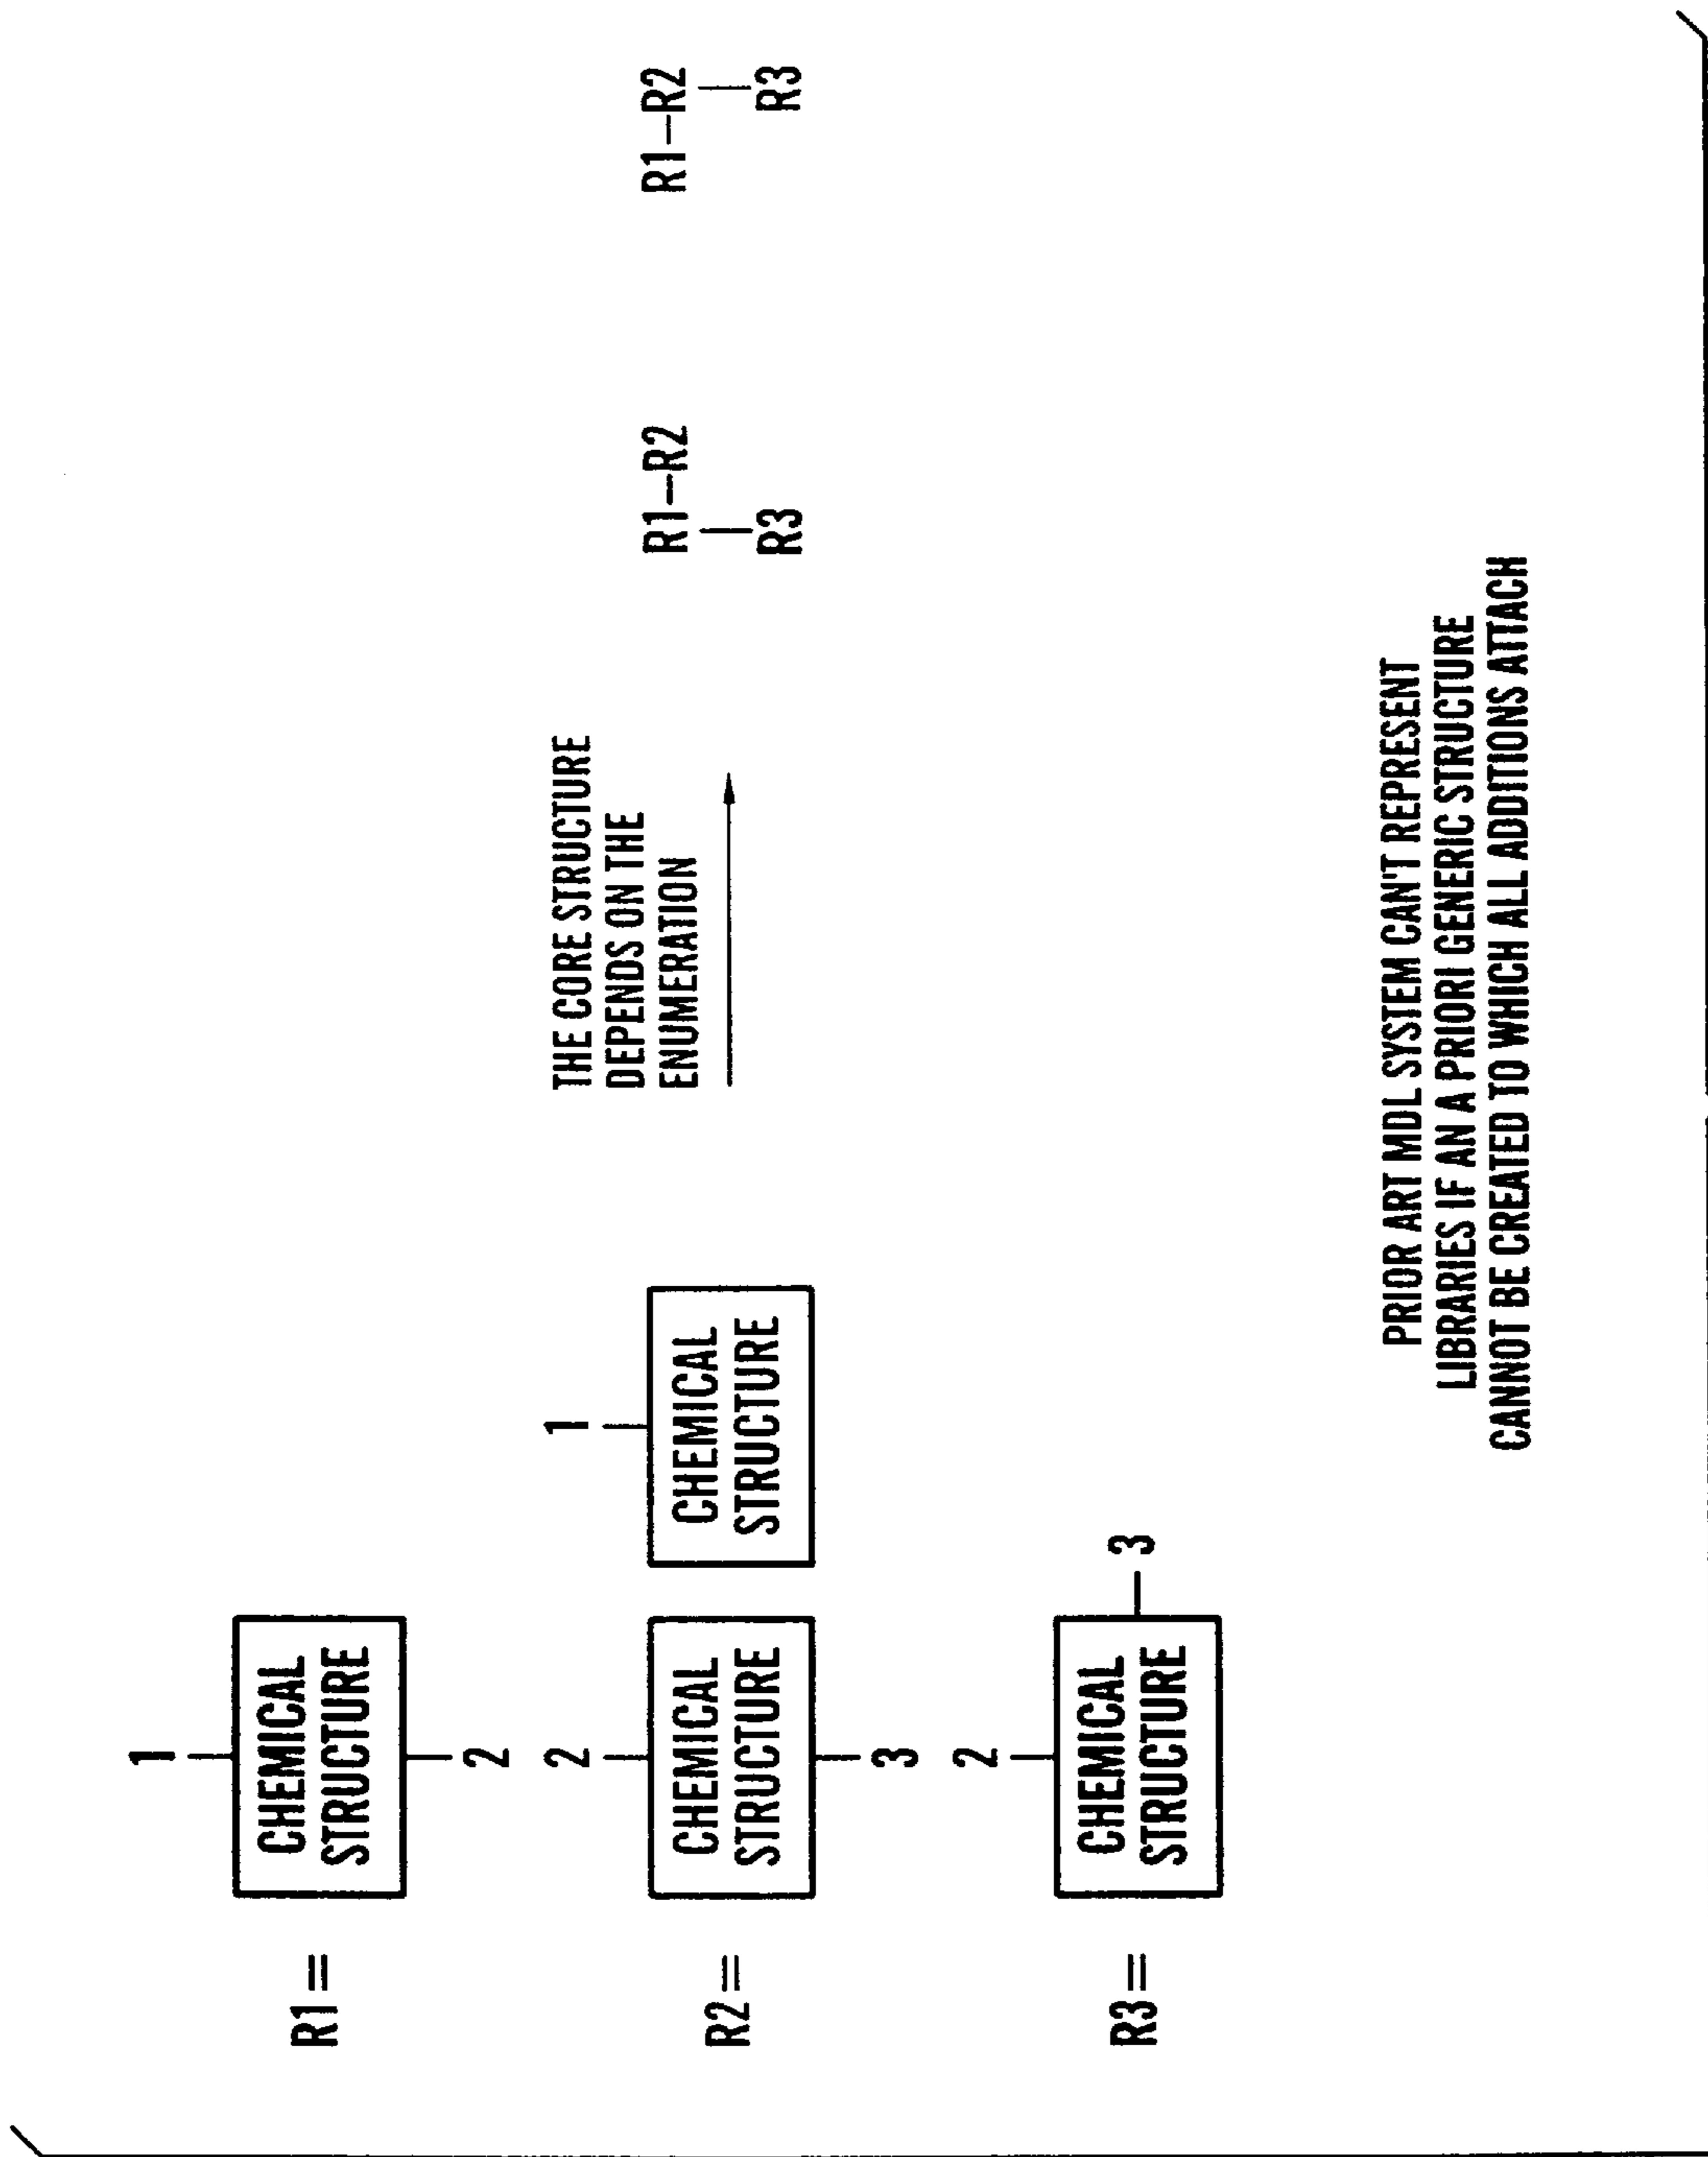 1
R1= CHEMICAL STRUCTURE
2
2 1
R2= CHEMICAL STRUCTURE CHEMICAL STRUCTURE
3
2
R3= CHEMICAL STRUCTURE 3
THE CORE STRUCTURE
DEPENDS ON THE
ENUMERATION
R1-R2
R3
R1-R2
R3
PRIOR ART MDL SYSTEM CAN'T REPRESENT
LIBRARIES IF AN A PRIORI GENERIC STRUCTURE
CANNOT BE CREATED TO WHICH ALL ADDITIONS ATTACH